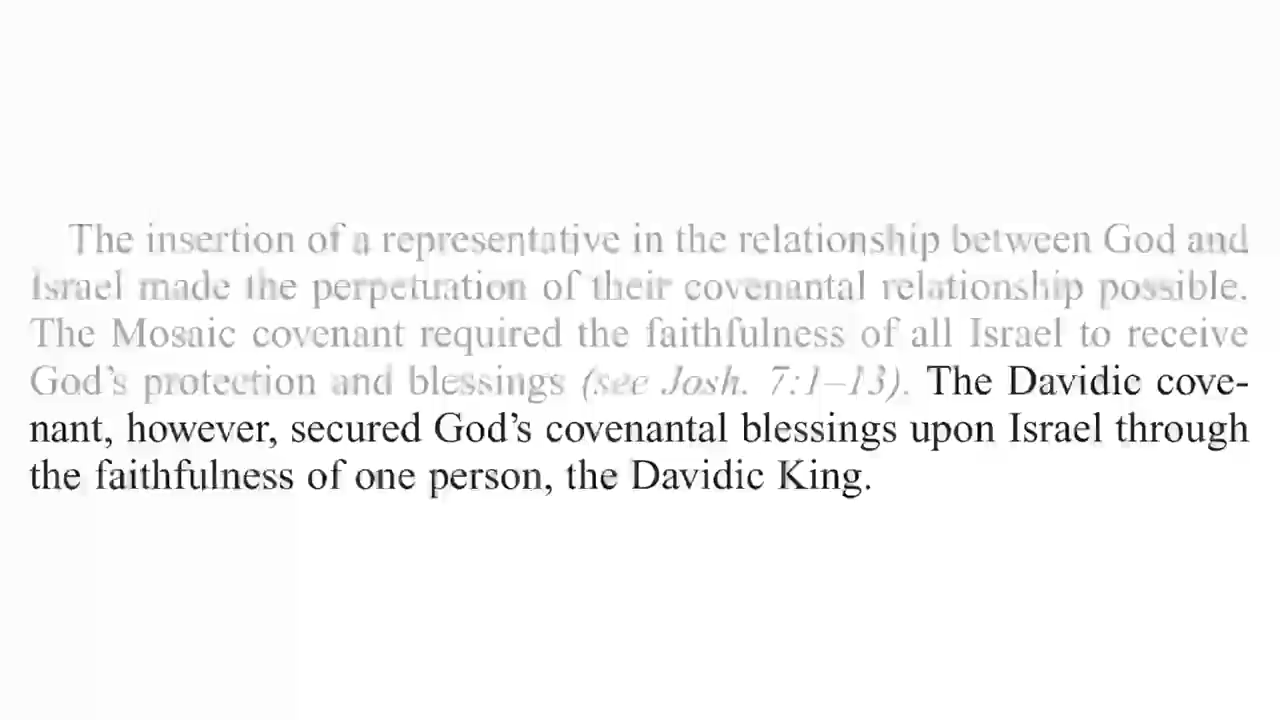 The insertion of a representative in the relationship between God and
Israel made the perpetuation of their covenantal relationship possible.
The Mosaic covenant required the faithfulness of all Israel to receive
God’s protection and blessings (see Josh. 7:1–13). The Davidic cove-
nant, however, secured God’s covenantal blessings upon Israel through
the faithfulness of one person, the Davidic King.